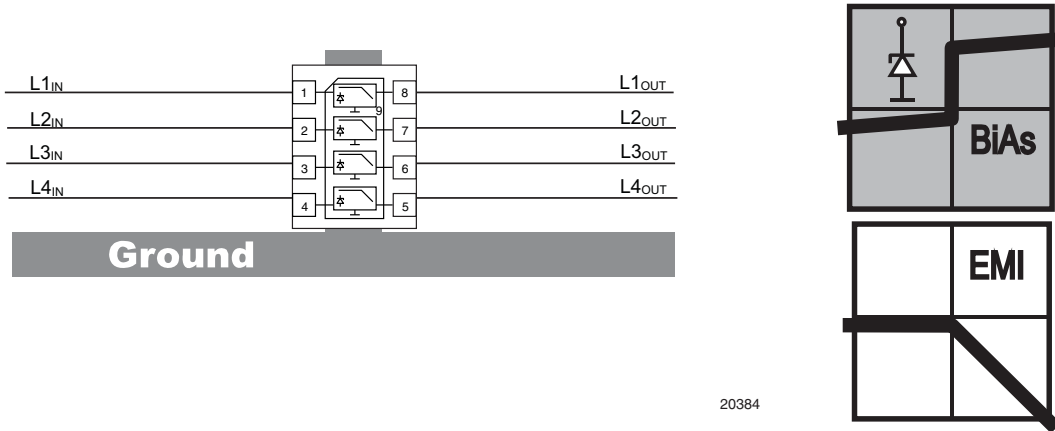 L1IN 1 8 L1OUT
9
L2IN 2 7 L2OUT
L3IN 3 6 L3OUT
L4IN 4 5 L4OUT
Ground
20384
BiAs
EMI